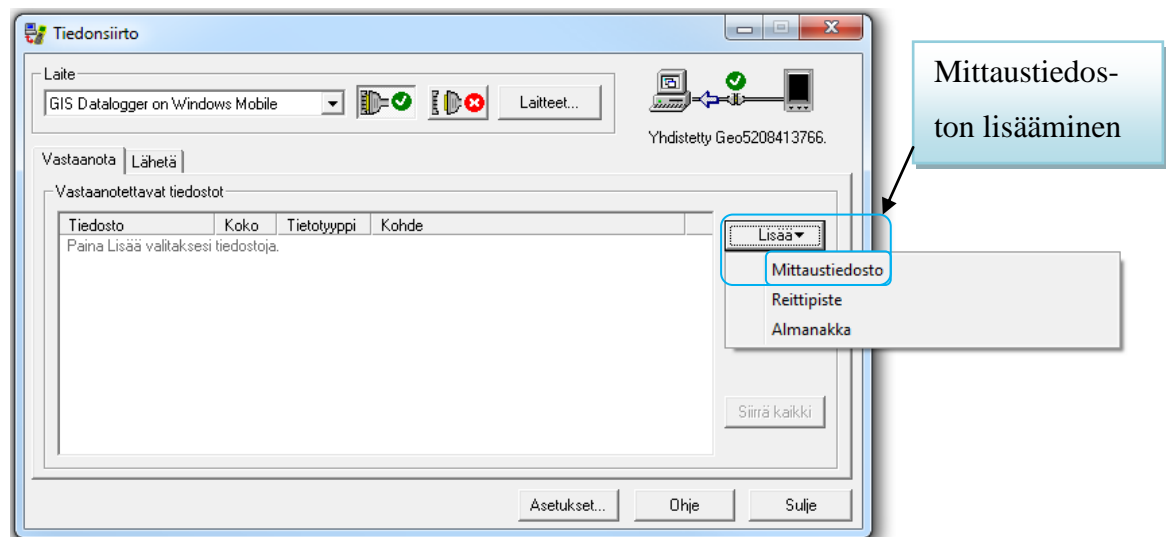 Tiedonsiirto
Laite
GIS Datalogger on Windows Mobile
Laitteet...
Yhdistetty Geo5208413766.
Vastaanota
Lähetä
Vastaanotettavat tiedostot
Tiedosto Koko Tietotyyppi Kohde
Paina Lisää valitaksesi tiedostoja.
Lisää
Mittaustiedosto
Reittipiste
Almanakka
Siirrä kaikki
Asetukset... Ohje Sulje
Mittaustiedos-
ton lisääminen